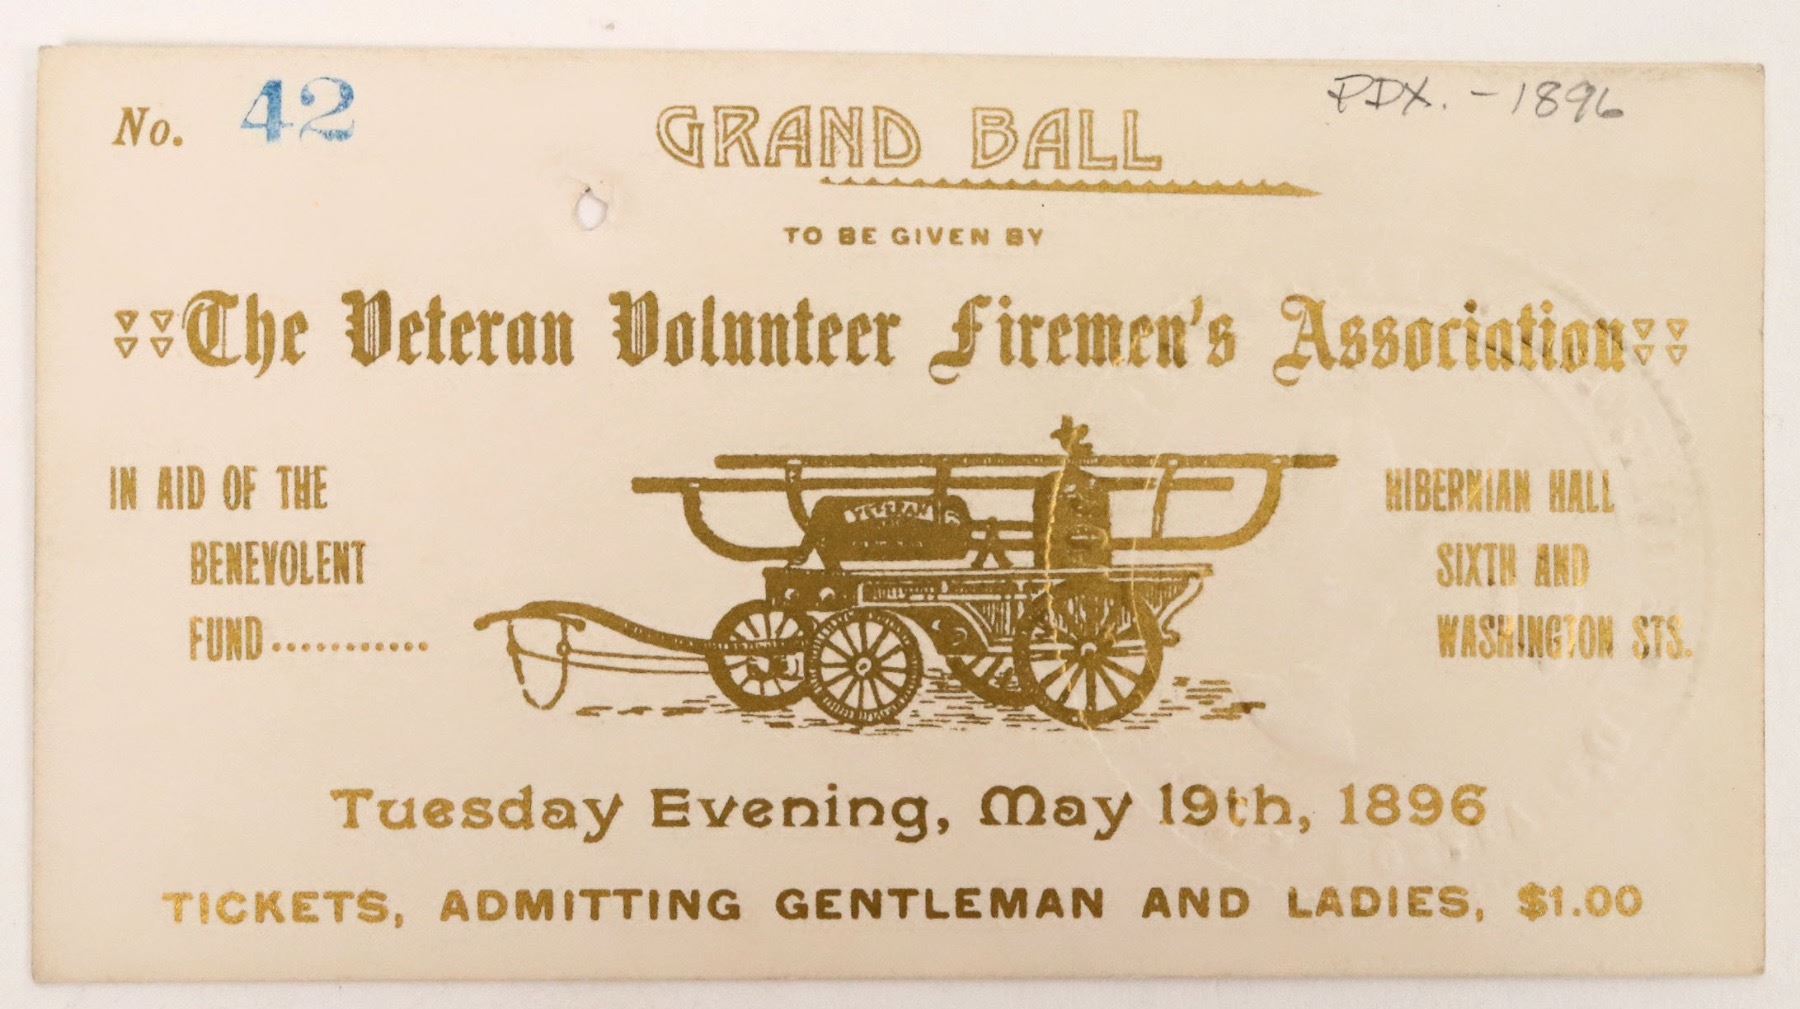 No. 42
PDX. - 1896
GRAND BALL
TO BE GIVEN BY
The Veteran Volunteer Firemen's Association
IN AID OF THE
BENEVOLENT
FUND............
VETERAN
HIBERNIAN HALL
SIXTH AND
WASHINGTON STS.
Tuesday Evening, May 19th, 1896
TICKETS, ADMITTING GENTLEMAN AND LADIES, $1.00